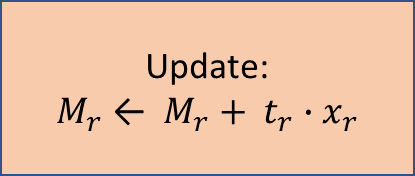 Update:
M_r ← M_r + t_r · x_r